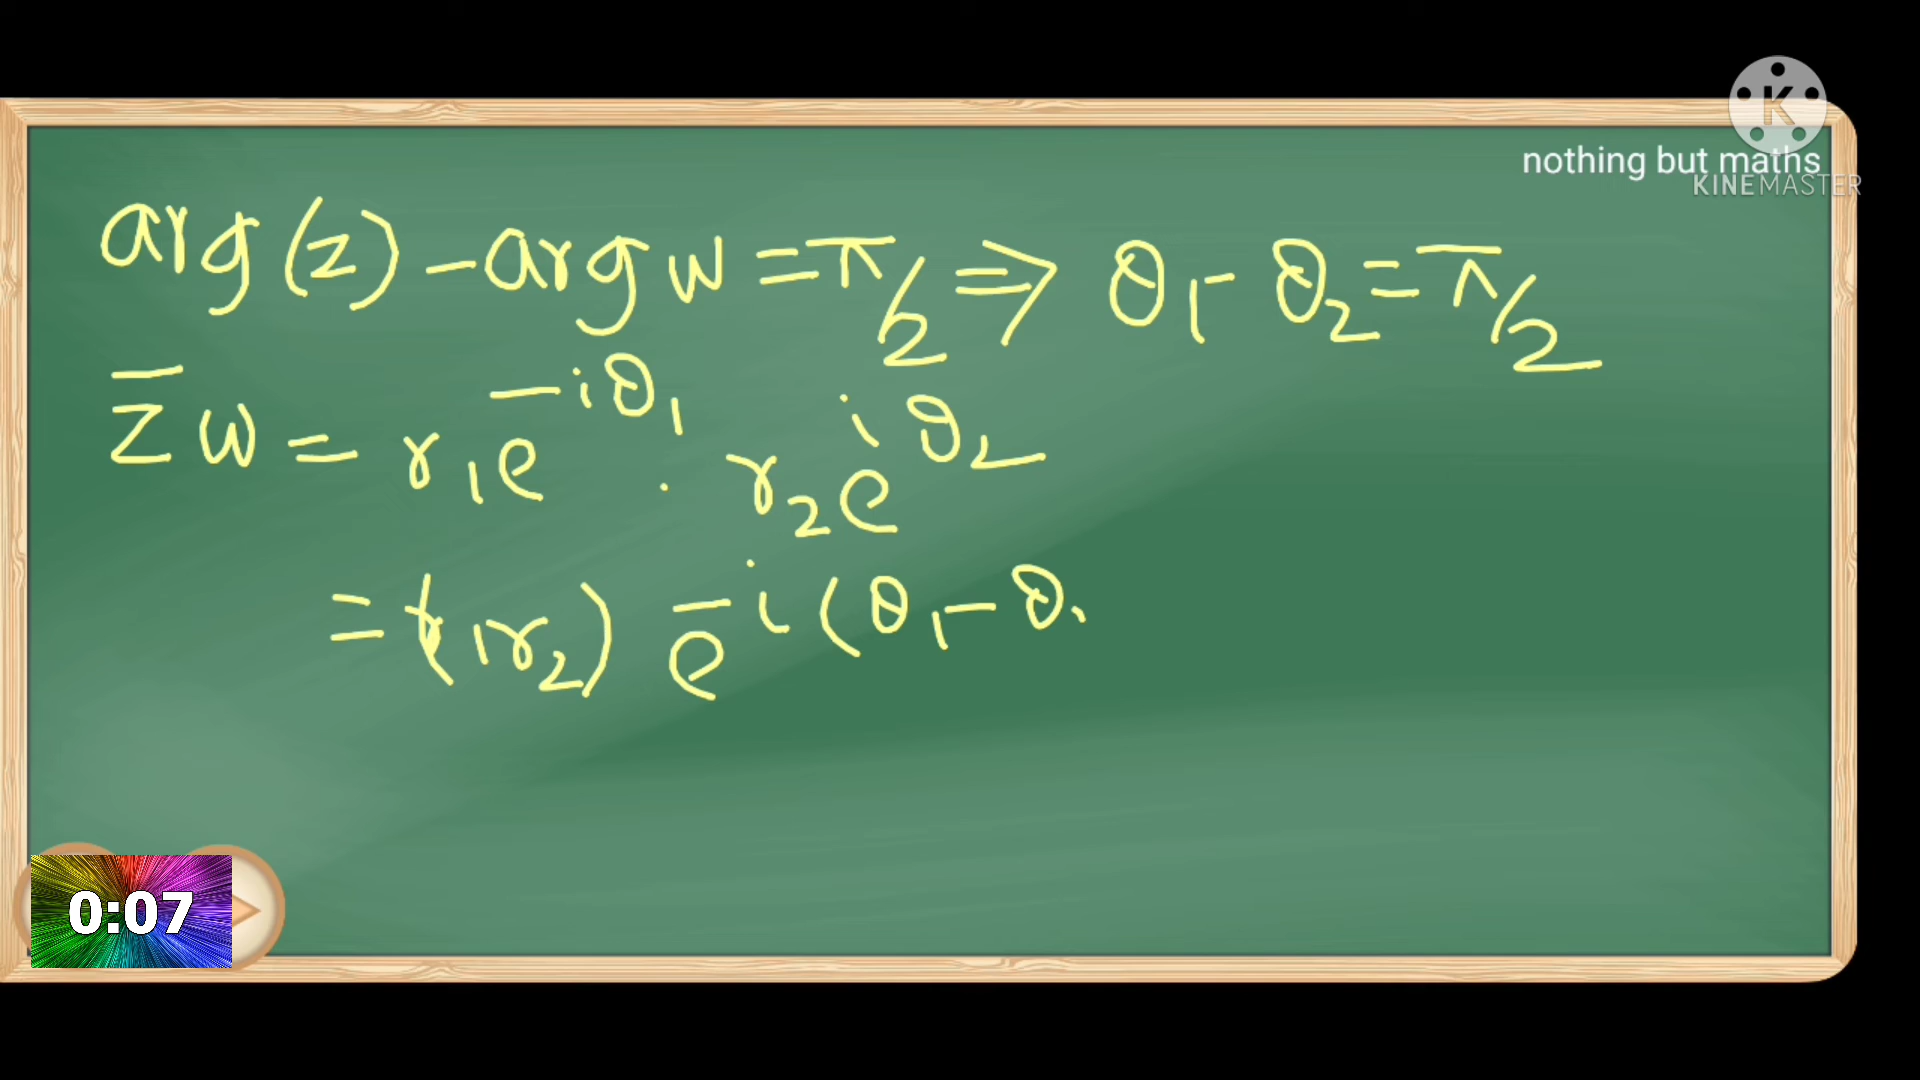 nothing but maths
KINEMASTER
arg(z) - arg w = π/2 ⇒ θ₁ - θ₂ = π/2
z̅w = r₁e^-iθ₁ . r₂e^iθ₂
= (r₁r₂) e^-i(θ₁ - θ
0:07